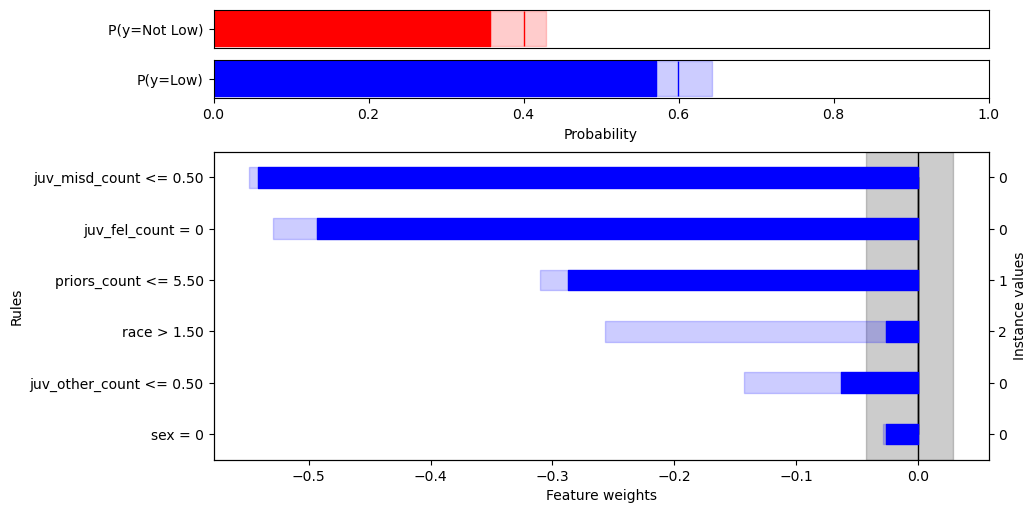 P(y=Not Low)
P(y=Low)
0.0 0.2 0.4 0.6 0.8 1.0
Probability
juv_misd_count <= 0.50 0
juv_fel_count = 0 0
priors_count <= 5.50 1
race > 1.50 2
juv_other_count <= 0.50 0
sex = 0 0
Rules
Instance values
−0.5 −0.4 −0.3 −0.2 −0.1 0.0
Feature weights